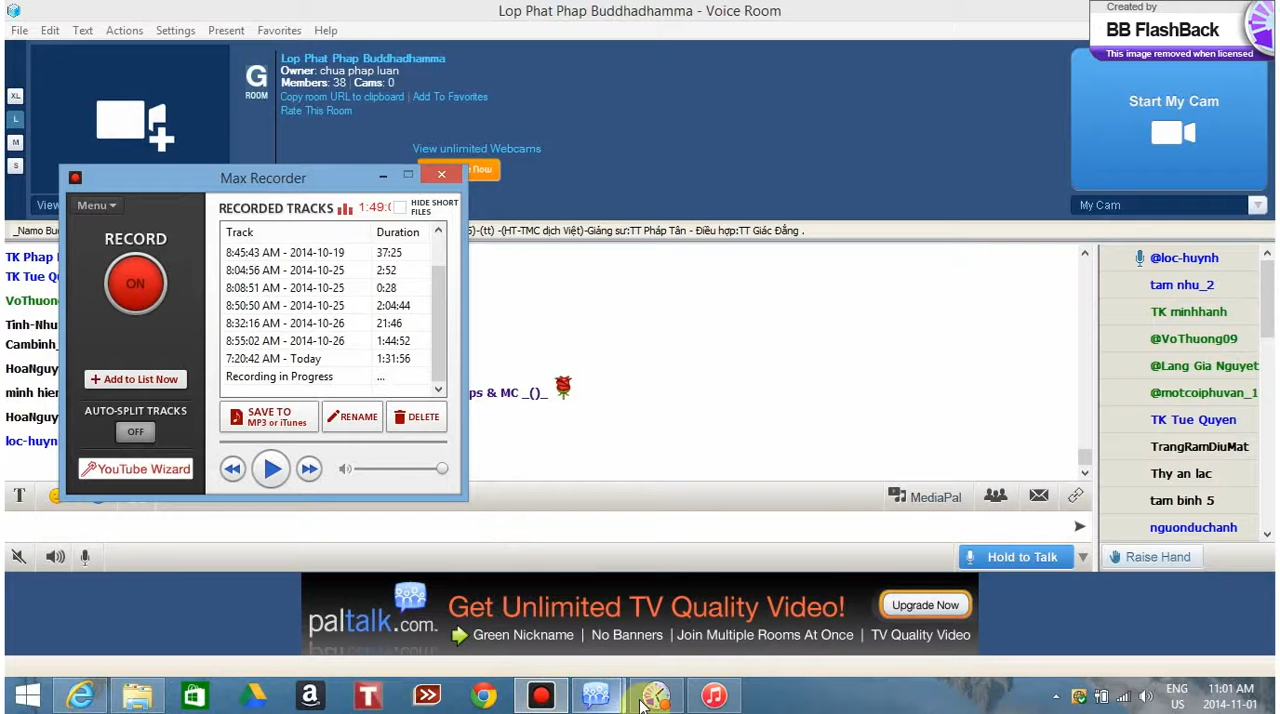 Lop Phat Phap Buddhadhamma - Voice Room
Created by
BB FlashBack
This image removed when licensed
File Edit Text Actions Settings Present Favorites Help
XL
L
M
S
G
ROOM
Lop Phat Phap Buddhadhamma
Owner: chua phap luan
Members: 38 | Cams: 0
Copy room URL to clipboard | Add To Favorites
Rate This Room
View unlimited Webcams
Now
Start My Cam
My Cam
Max Recorder
Menu
RECORD
ON
+ Add to List Now
AUTO-SPLIT TRACKS
OFF
YouTube Wizard
RECORDED TRACKS 1:49:
HIDE SHORT
FILES
Track Duration
8:45:43 AM - 2014-10-19 37:25
8:04:56 AM - 2014-10-25 2:52
8:08:51 AM - 2014-10-25 0:28
8:50:50 AM - 2014-10-25 2:04:44
8:32:16 AM - 2014-10-26 21:46
8:55:02 AM - 2014-10-26 1:44:52
7:20:42 AM - Today 1:31:56
Recording in Progress ...
SAVE TO
MP3 or iTunes
RENAME
DELETE
_Namo Bu
)-(tt) -(HT-TMC dịch Việt)-Giảng sư:TT Pháp Tân - Điều hợp:TT Giác Đẳng .
TK Phap
TK Tue Qu
VoThuong
Tinh-Nhu
Cambinh_
HoaNguy
minh hien
HoaNguy
loc-huyn
ps & MC _()_
@loc-huynh
tam nhu_2
TK minhhanh
@VoThuong09
@Lang Gia Nguyet
@motcoiphuvan_1
TK Tue Quyen
TrangRamDiuMat
Thy an lac
tam binh 5
nguonduchanh
T
MediaPal
Hold to Talk
Raise Hand
paltalk.com.
Get Unlimited TV Quality Video!
Green Nickname | No Banners | Join Multiple Rooms At Once | TV Quality Video
Upgrade Now
ENG
US
11:01 AM
2014-11-01